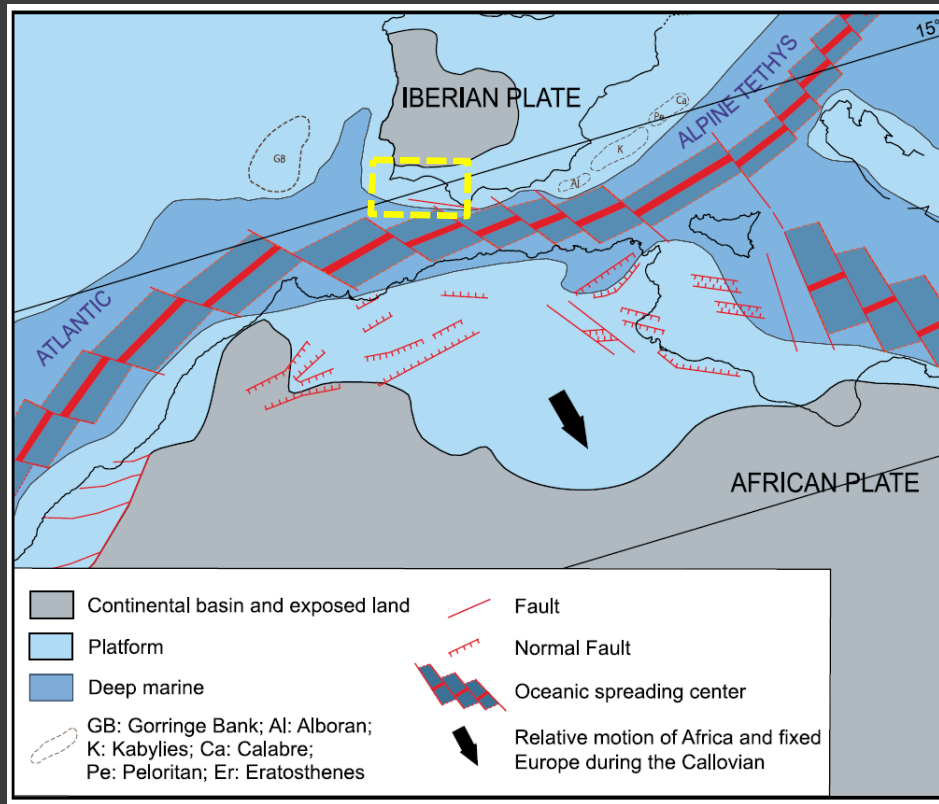 15°
IBERIAN PLATE
ALPINE TETHYS
Ca
Pe
K
Al
GB
ATLANTIC
AFRICAN PLATE
Continental basin and exposed land
Platform
Deep marine
GB: Gorringe Bank; Al: Alboran;
K: Kabylies; Ca: Calabre;
Pe: Peloritan; Er: Eratosthenes
Fault
Normal Fault
Oceanic spreading center
Relative motion of Africa and fixed
Europe during the Callovian